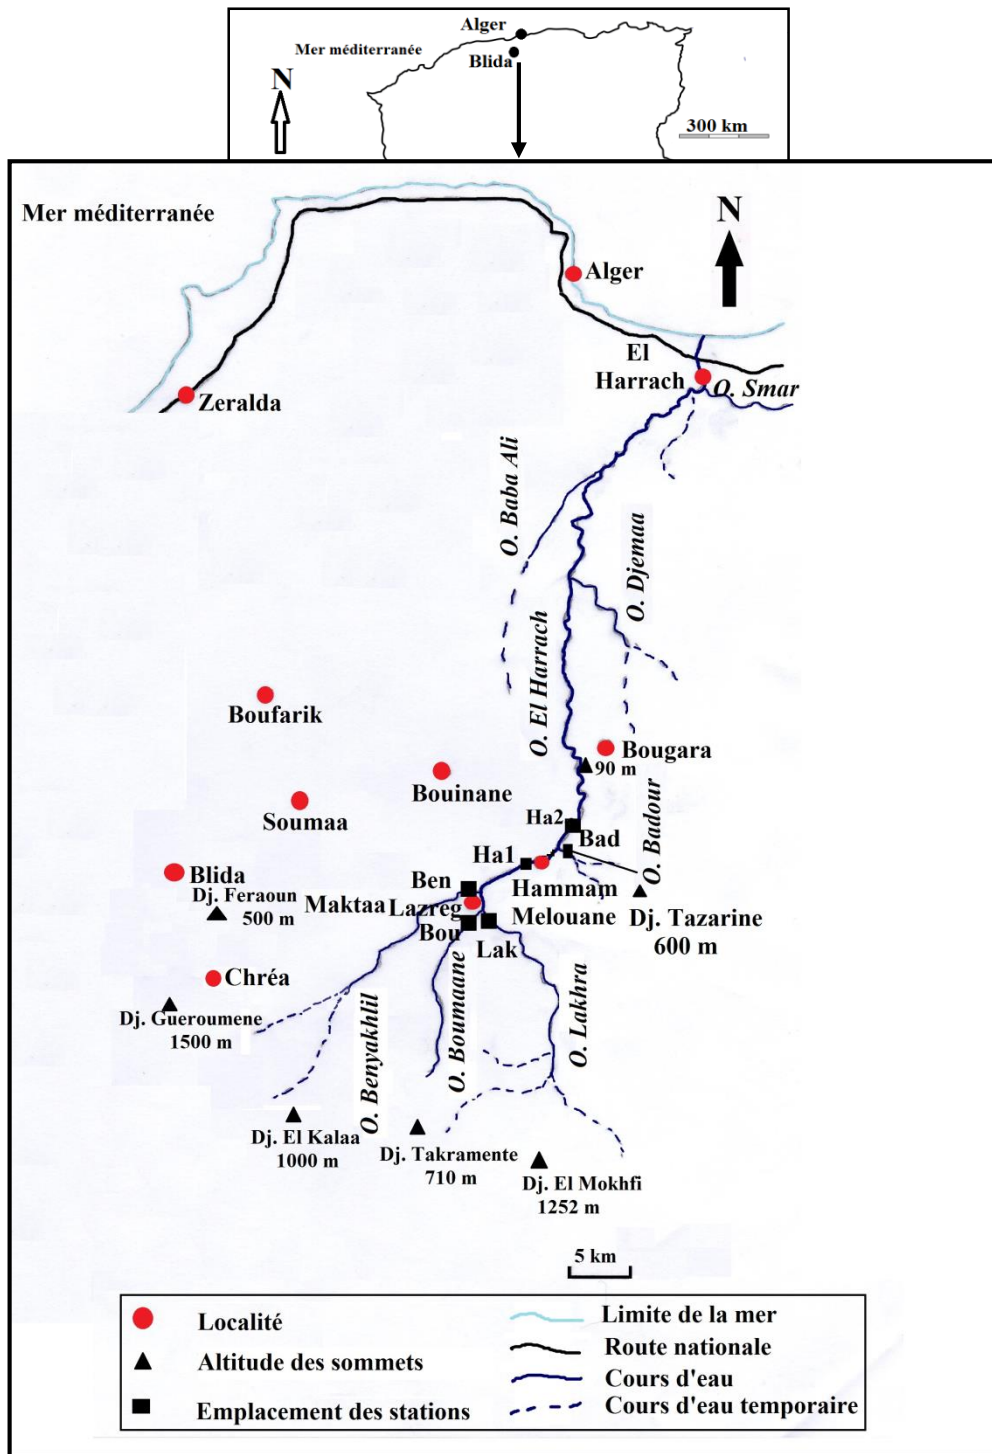 Alger
Mer méditerranée
Blida
N
300 km
Mer méditerranée
N
Alger
El
Harrach
O. Smar
Zeralda
O. Baba Ali
O. Djemaa
O. El Harrach
Boufarik
Bougara
90 m
Bouinane
Soumaa
Ha2
Bad
O. Badour
Ha1
Blida
Ben
Hammam
Melouane
Dj. Feraoun
500 m
Maktaa
Lazreg
Bou
Lak
Dj. Tazarine
600 m
Chréa
Dj. Gueroumene
1500 m
O. Benyakhlil
O. Boumaane
O. Lakhra
Dj. El Kalaa
1000 m
Dj. Takramente
710 m
Dj. El Mokhfi
1252 m
5 km
Localité
Limite de la mer
Route nationale
Altitude des sommets
Cours d'eau
Emplacement des stations
Cours d'eau temporaire